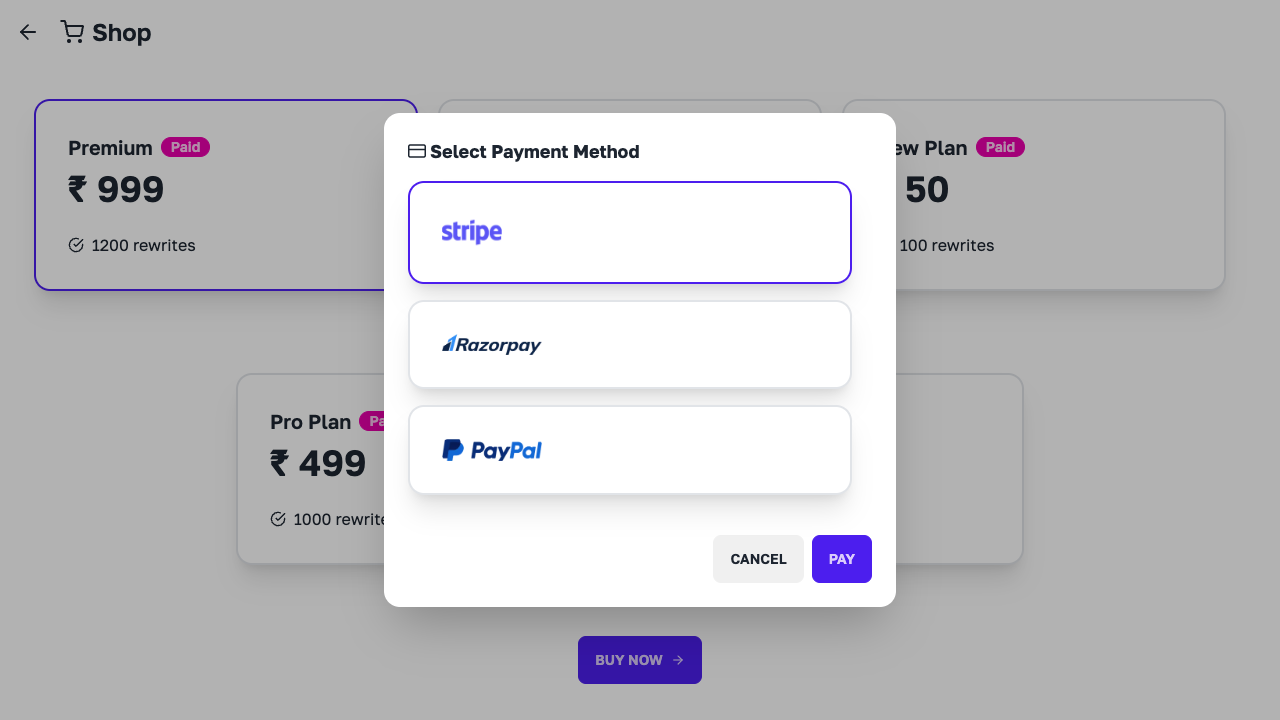 Shop
Premium Paid
₹ 999
1200 rewrites
ew Plan Paid
50
100 rewrites
Select Payment Method
stripe
Razorpay
PayPal
Pro Plan Pa
₹ 499
1000 rewrite
CANCEL
PAY
BUY NOW